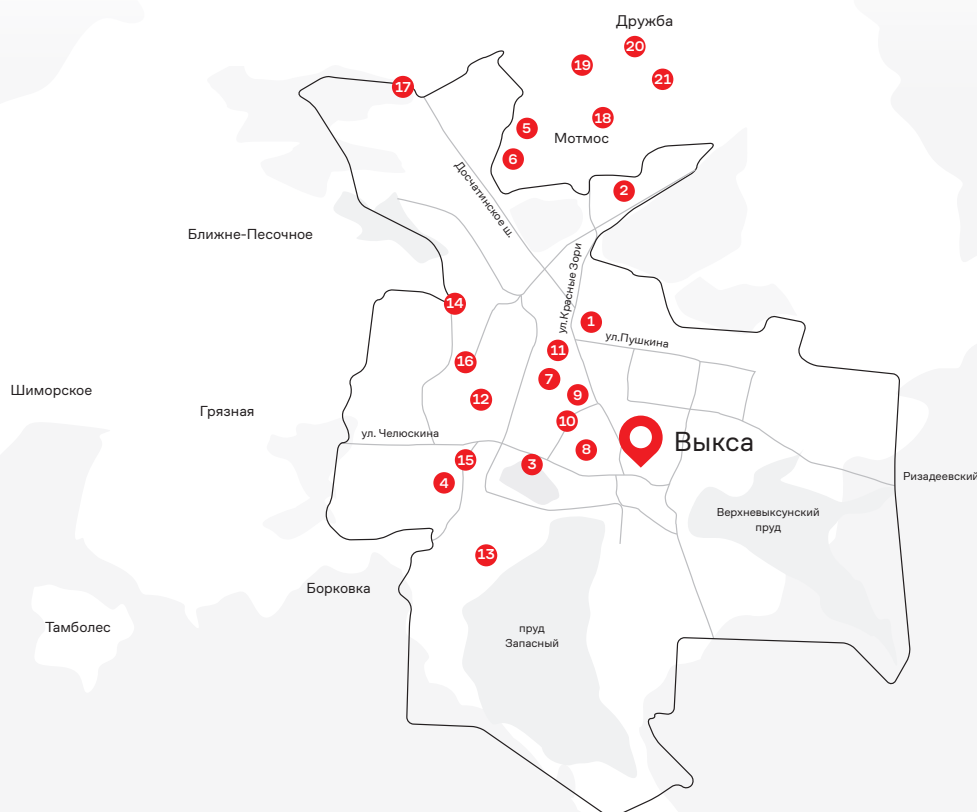 Дружба
20
19
21
17
18
5
Мотмос
6
Досчатинское ш.
2
Ближне-Песочное
ул.Красные Зори
14
1
ул.Пушкина
11
16
7
Шиморское
9
12
Грязная
10
ул. Челюскина
Выкса
8
15
3
4
Ризадеевский
Верхневыксунский
пруд
13
Борковка
Тамболес
пруд
Запасный